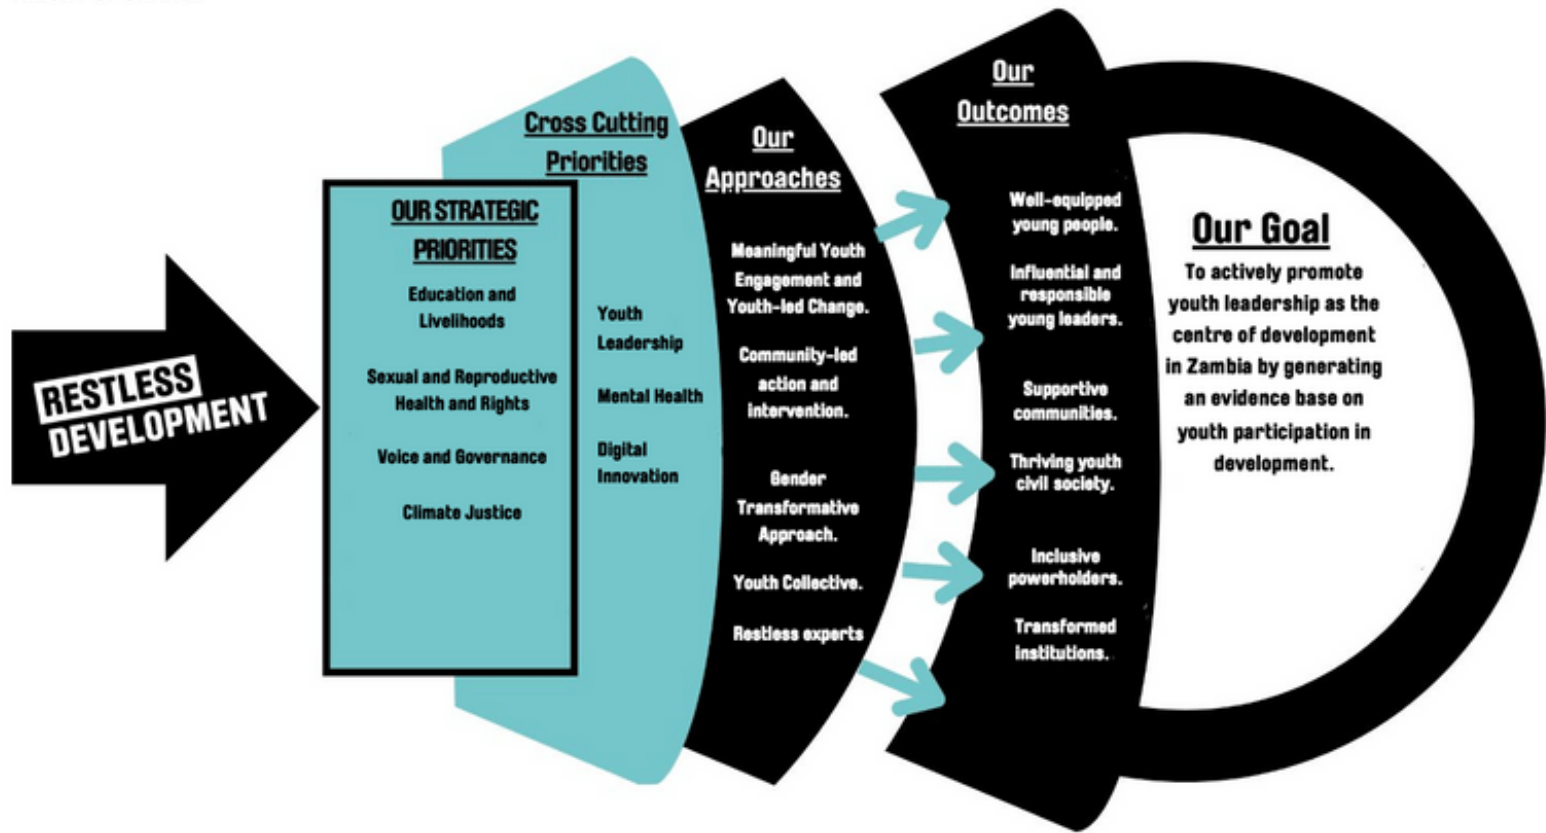 RESTLESS
DEVELOPMENT
OUR STRATEGIC
PRIORITIES
Education and
Livelihoods
Sexual and Reproductive
Health and Rights
Voice and Governance
Climate Justice
Cross Cutting
Priorities
Youth
Leadership
Mental Health
Digital
Innovation
Our
Approaches
Meaningful Youth
Engagement and
Youth-led Change.
Community-led
action and
intervention.
Gender
Transformative
Approach.
Youth Collective.
Restless experts
Our
Outcomes
Well-equipped
young people.
Influential and
responsible
young leaders.
Supportive
communities.
Thriving youth
civil society.
Inclusive
powerholders.
Transformed
institutions.
Our Goal
To actively promote
youth leadership as the
centre of development
in Zambia by generating
an evidence base on
youth participation in
development.